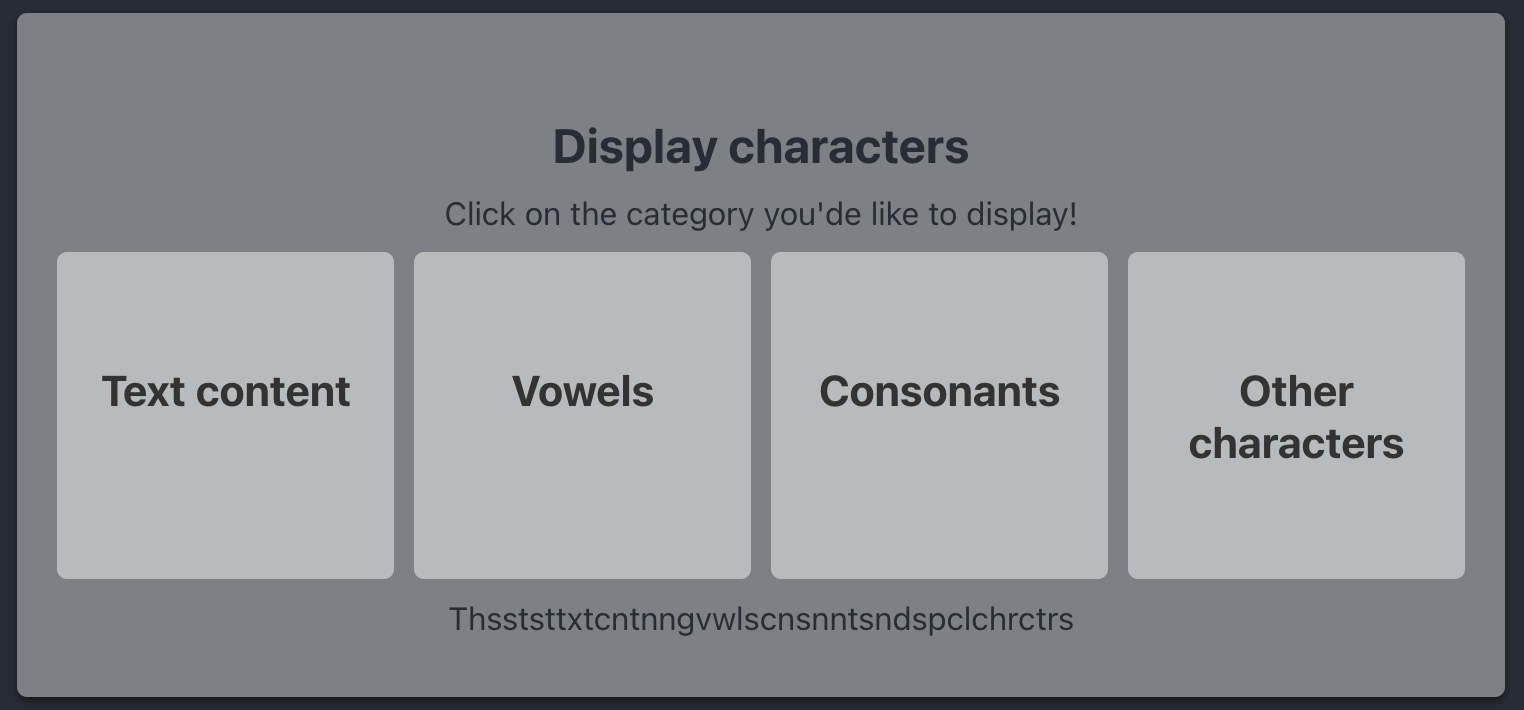 Display characters
Click on the category you'de like to display!
Text content
Vowels
Consonants
Other
characters
Thsststtxtcntnngvwlscnsnntsndspclchrctrs